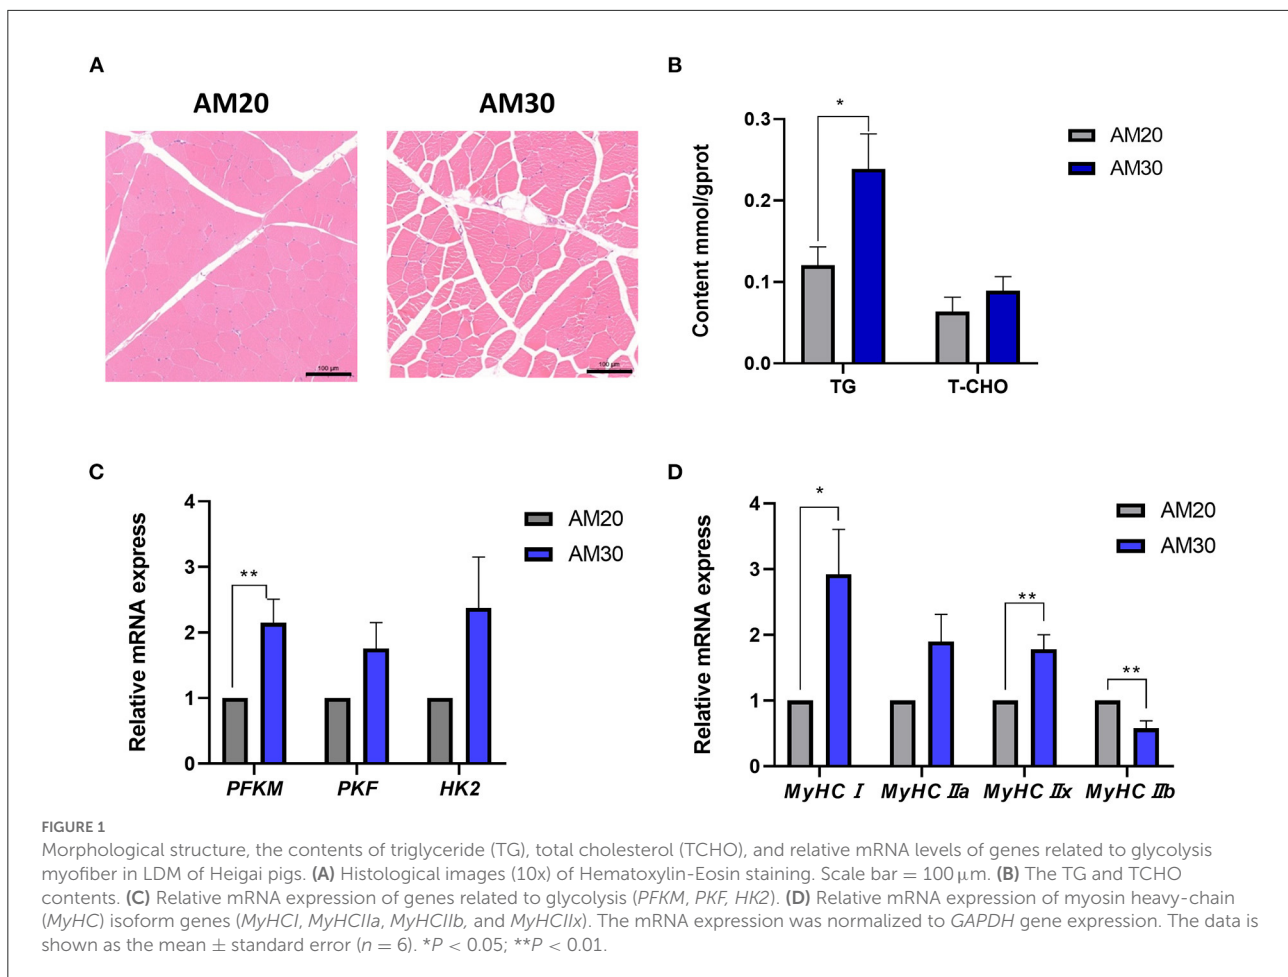 A
AM20
AM30
100 µm
100 µm
B
Content mmol/gprot
0.3
0.2
0.1
0.0
*
TG
T-CHO
AM20
AM30
C
Relative mRNA express
4
3
2
1
0
**
PFKM
PKF
HK2
AM20
AM30
D
Relative mRNA express
4
3
2
1
0
*
**
**
MyHC I
MyHC IIa
MyHC IIx
MyHC IIb
AM20
AM30
FIGURE 1
Morphological structure, the contents of triglyceride (TG), total cholesterol (TCHO), and relative mRNA levels of genes related to glycolysis
myofiber in LDM of Heigai pigs. (A) Histological images (10x) of Hematoxylin-Eosin staining. Scale bar = 100 µm. (B) The TG and TCHO
contents. (C) Relative mRNA expression of genes related to glycolysis (PFKM, PKF, HK2). (D) Relative mRNA expression of myosin heavy-chain
(MyHC) isoform genes (MyHCI, MyHCIIa, MyHCIIb, and MyHCIIx). The mRNA expression was normalized to GAPDH gene expression. The data is
shown as the mean ± standard error (n = 6). *P < 0.05; **P < 0.01.